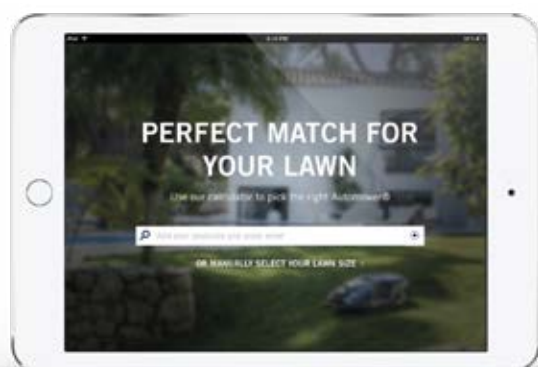 iPad
PERFECT MATCH FOR
YOUR LAWN
Use our calculator to pick the right Automower®
OR MANUALLY SELECT YOUR LAWN SIZE